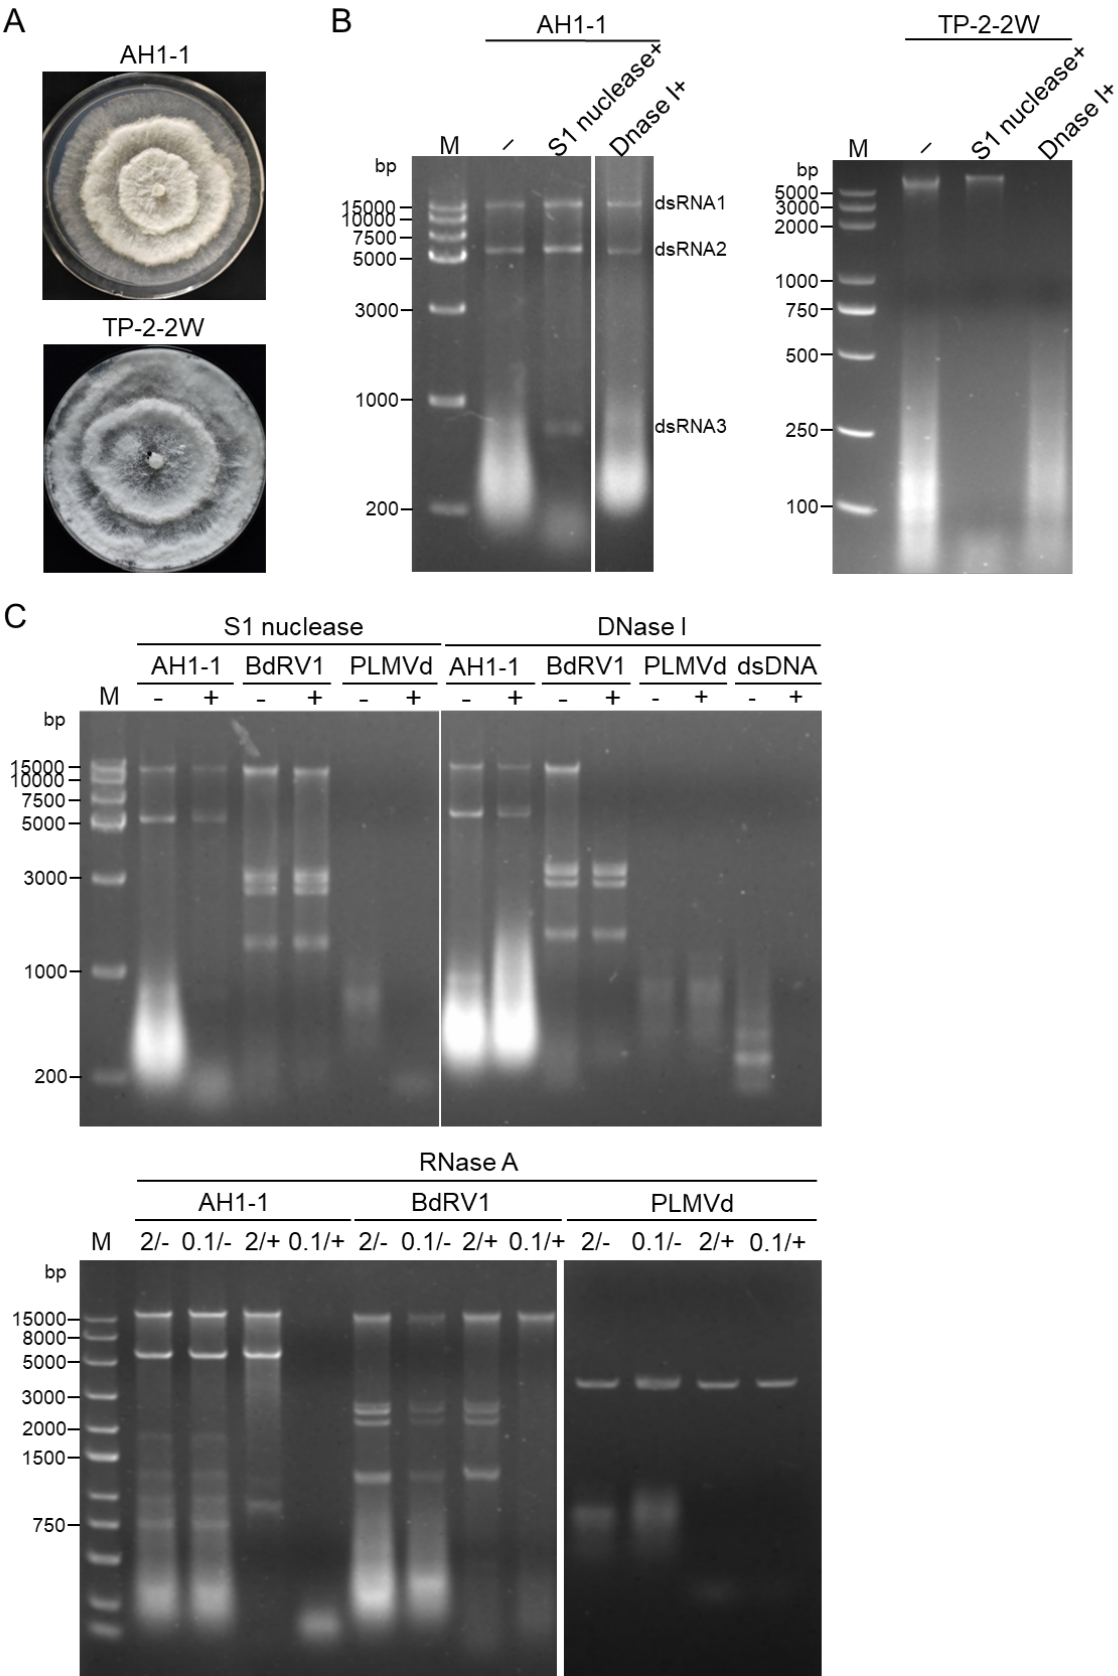 A
AH1-1
TP-2-2W
B
AH1-1
M
–
S1 nuclease+
Dnase I+
bp
15000
10000
7500
5000
3000
1000
200
dsRNA1
dsRNA2
dsRNA3
TP-2-2W
M
–
S1 nuclease+
Dnase I+
bp
5000
3000
2000
1000
750
500
250
100
C
S1 nuclease
DNase I
AH1-1 BdRV1 PLMVd AH1-1 BdRV1 PLMVd dsDNA
M - + - + - + - + - + - + - +
bp
15000
10000
7500
5000
3000
1000
200
RNase A
AH1-1 BdRV1 PLMVd
M 2/- 0.1/- 2/+ 0.1/+ 2/- 0.1/- 2/+ 0.1/+ 2/- 0.1/- 2/+ 0.1/+
bp
15000
8000
5000
3000
2000
1500
750